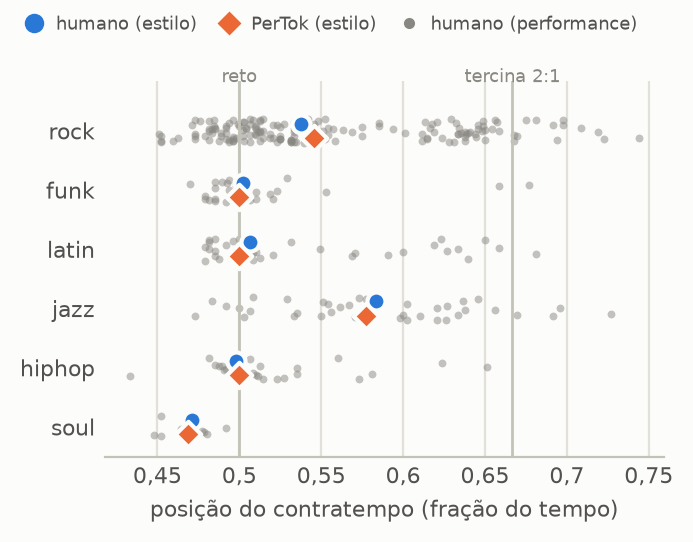 humano (estilo) PerTok (estilo) humano (performance)
reto tercina 2:1
rock
funk
latin
jazz
hiphop
soul
0,45 0,5 0,55 0,6 0,65 0,7 0,75
posição do contratempo (fração do tempo)